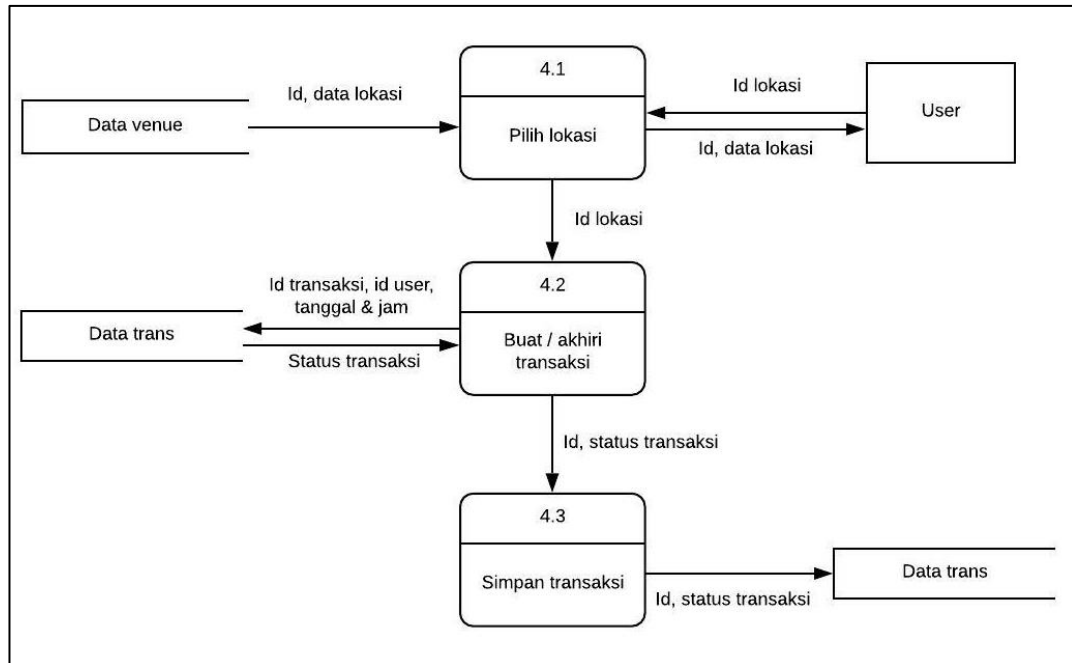 4.1
Id, data lokasi
Id lokasi
User
Data venue
Pilih lokasi
Id, data lokasi
Id lokasi
Id transaksi, id user,
tanggal & jam
4.2
Data trans
Buat / akhiri
transaksi
Status transaksi
Id, status transaksi
4.3
Simpan transaksi
Data trans
Id, status transaksi